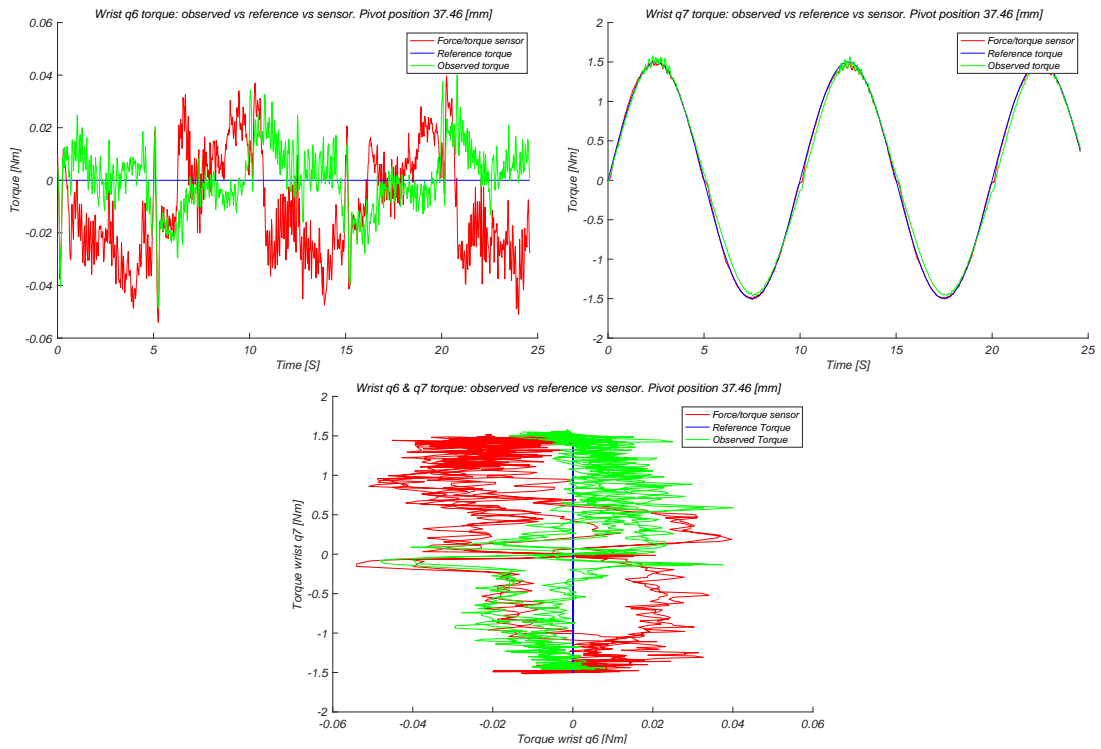 Wrist q6 torque: observed vs reference vs sensor. Pivot position 37.46 [mm]
0.06
0.04
0.02
0
-0.02
-0.04
-0.06
Torque [Nm]
Force/torque sensor
Reference torque
Observed torque
0 5 10 15 20 25
Time [S]
Wrist q7 torque: observed vs reference vs sensor. Pivot position 37.46 [mm]
2
1.5
1
0.5
0
-0.5
-1
-1.5
-2
Torque [Nm]
Force/torque sensor
Reference torque
Observed torque
0 5 10 15 20 25
Time [S]
Wrist q6 & q7 torque: observed vs reference vs sensor. Pivot position 37.46 [mm]
2
1.5
1
0.5
0
-0.5
-1
-1.5
-2
Torque wrist q7 [Nm]
Force/torque sensor
Reference Torque
Observed Torque
-0.06 -0.04 -0.02 0 0.02 0.04 0.06
Torque wrist q6 [Nm]